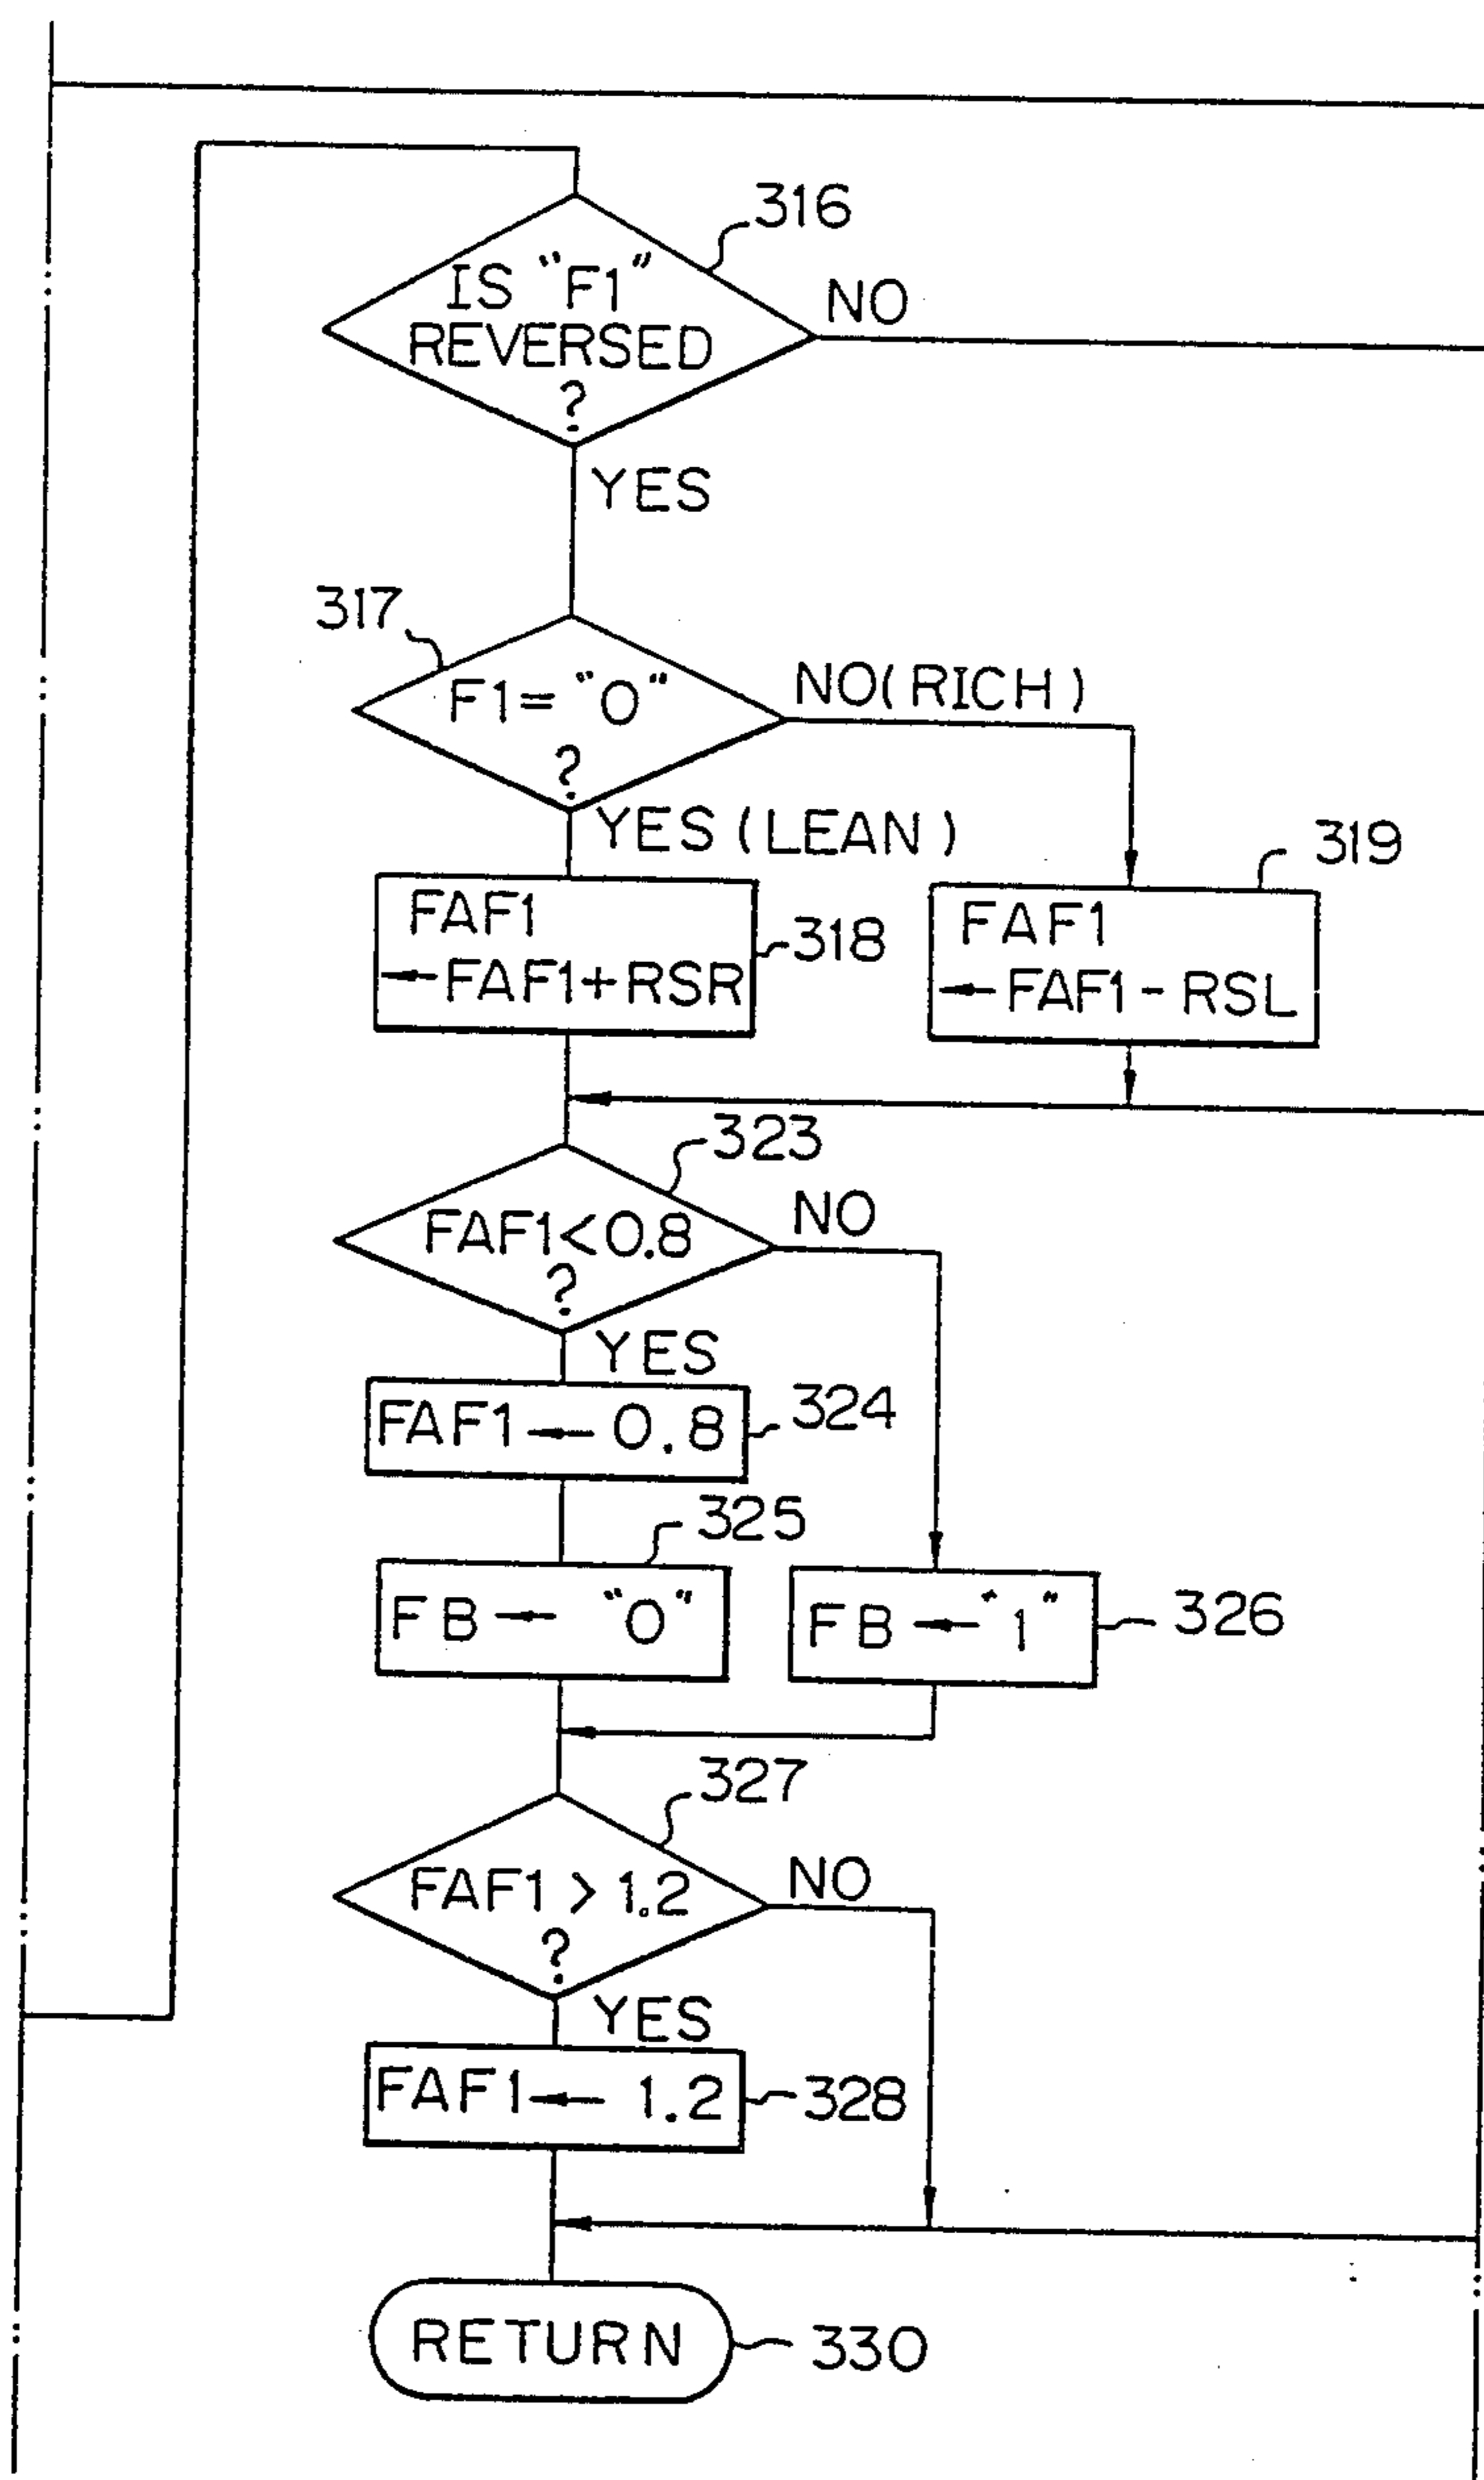 316
IS "F1"
REVERSED
?
NO
YES
317
F1= "0"
?
NO(RICH)
YES (LEAN)
319
FAF1
←FAF1+RSR
318
FAF1
←FAF1-RSL
323
FAF1<0.8
?
NO
YES
FAF1←0.8
324
325
FB← "0"
FB←"1"
326
327
FAF1>1.2
?
NO
YES
FAF1←1.2
328
RETURN
330